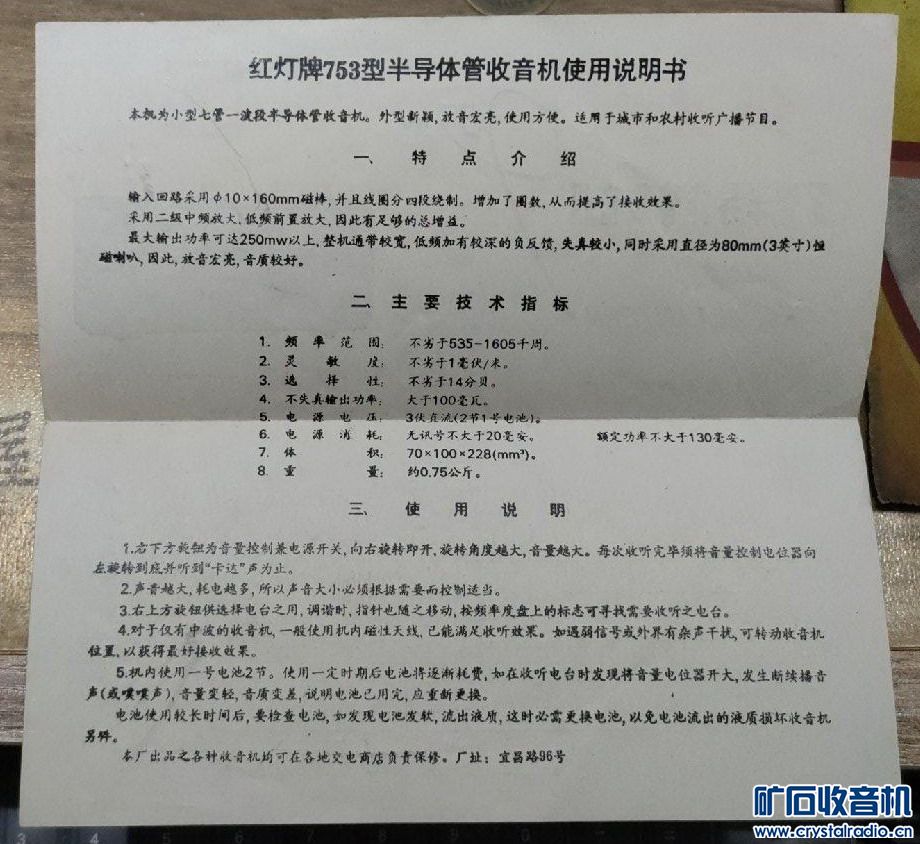 红灯牌753型半导体管收音机使用说明书
本机为小型七管一波段半导体管收音机。外型新颖,放音宏亮,使用方便。适用于城市和农村收听广播节目。
一、特点介绍
输入回路采用φ10×160mm磁棒,并且线圈分四段绕制。增加了圈数,从而提高了接收效果。
采用二级中频放大、低频前置放大,因此有足够的总增益。
最大输出功率可达250mw以上,整机通带较宽,低频加有较深的负反馈,失真较小,同时采用直径为80mm(3英寸)恒
磁喇叭,因此,放音宏亮,音质较好。
二、主要技术指标
1. 频率范围: 不劣于535-1605千周。
2. 灵敏度: 不劣于1毫伏/米。
3. 选择性: 不劣于14分贝。
4. 不失真输出功率: 大于100毫瓦。
5. 电源电压: 3伏直流(2节1号电池)。
6. 电源消耗: 无讯号不大于20毫安。 额定功率不大于130毫安。
7. 体积: 70×100×228(mm³)。
8. 重量: 约0.75公斤。
三、使用说明
1.右下方旋钮为音量控制兼电源开关,向右旋转即开,旋转角度越大,音量越大。每次收听完毕须将音量控制电位器向
左旋转到底并听到“卡达”声为止。
2.声音越大,耗电越多,所以声音大小必须根据需要而控制适当。
3.右上方旋钮供选择电台之用,调谐时,指针也随之移动,按频率度盘上的标志可寻找需要收听之电台。
4.对于仅有中波的收音机,一般使用机内磁性天线,已能满足收听效果。如遇弱信号或外界有杂声干扰,可转动收音机
位置,以获得最好接收效果。
5.机内使用一号电池2节。使用一定时期后电池将逐渐耗费,如在收听电台时发现将音量电位器开大,发生断续播音
声(或噗噗声),音量变轻,音质变差,说明电池已用完,应重新更换。
电池使用较长时间后,要检查电池,如发现电池发软,流出液质,这时必需更换电池,以免电池流出的液质损坏收音机
另件。
本厂出品之各种收音机均可在各地交电商店负责保修。厂址:宜昌路96号
矿石收音机
www.crystalradio.cn
3 4